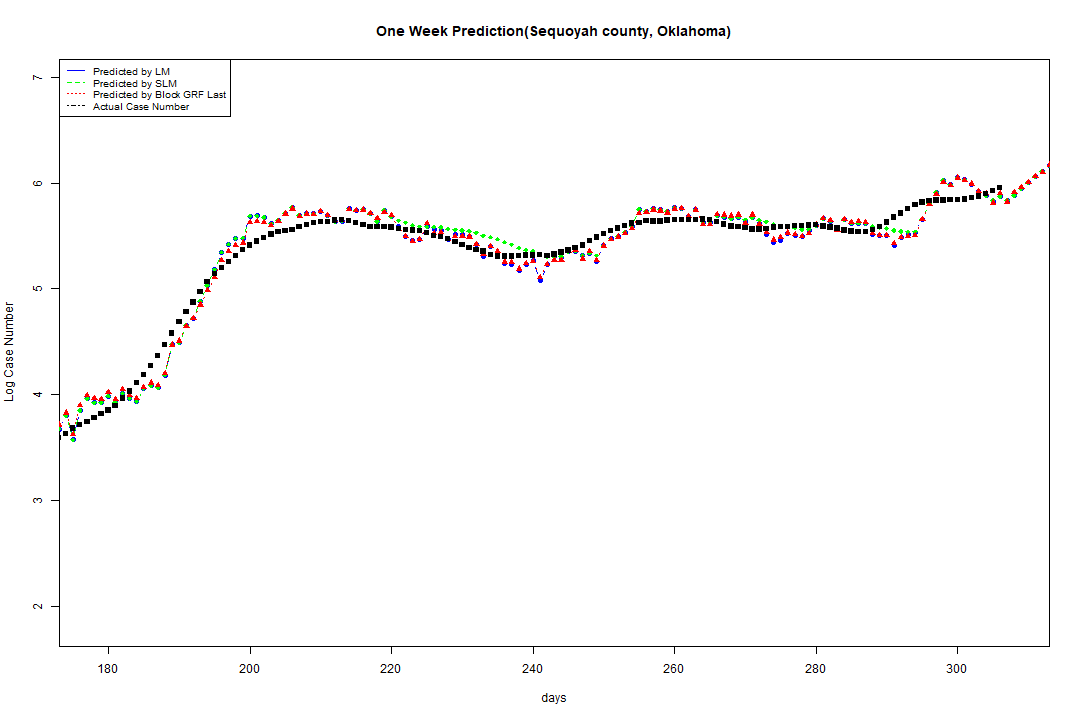 One Week Prediction(Sequoyah county, Oklahoma)
Predicted by LM
Predicted by SLM
Predicted by Block GRF Last
Actual Case Number
7
6
5
4
3
2
Log Case Number
180 200 220 240 260 280 300
days